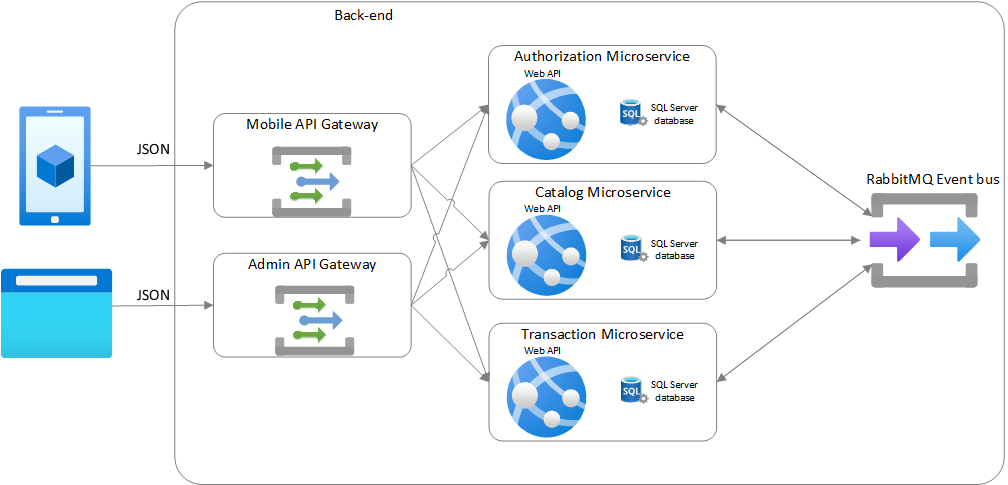 Back-end
Authorization Microservice
Web API
SQL
SQL Server
database
Mobile API Gateway
JSON
Catalog Microservice
Web API
SQL
SQL Server
database
RabbitMQ Event bus
Admin API Gateway
JSON
Transaction Microservice
Web API
SQL
SQL Server
database